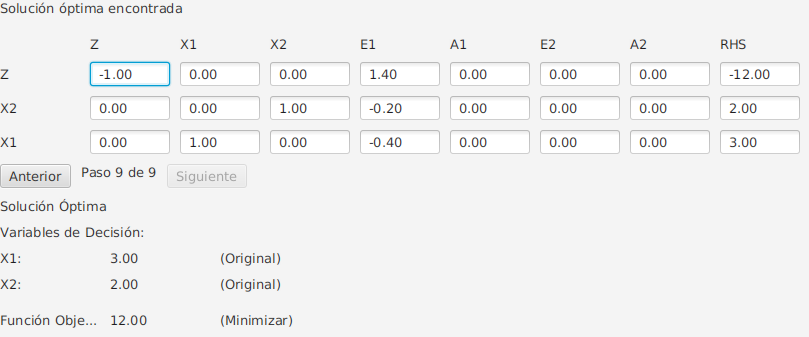 Solución óptima encontrada
Z X1 X2 E1 A1 E2 A2 RHS
Z -1.00 0.00 0.00 1.40 0.00 0.00 0.00 -12.00
X2 0.00 0.00 1.00 -0.20 0.00 0.00 0.00 2.00
X1 0.00 1.00 0.00 -0.40 0.00 0.00 0.00 3.00
Anterior Paso 9 de 9 Siguiente
Solución Óptima
Variables de Decisión:
X1: 3.00 (Original)
X2: 2.00 (Original)
Función Obje... 12.00 (Minimizar)